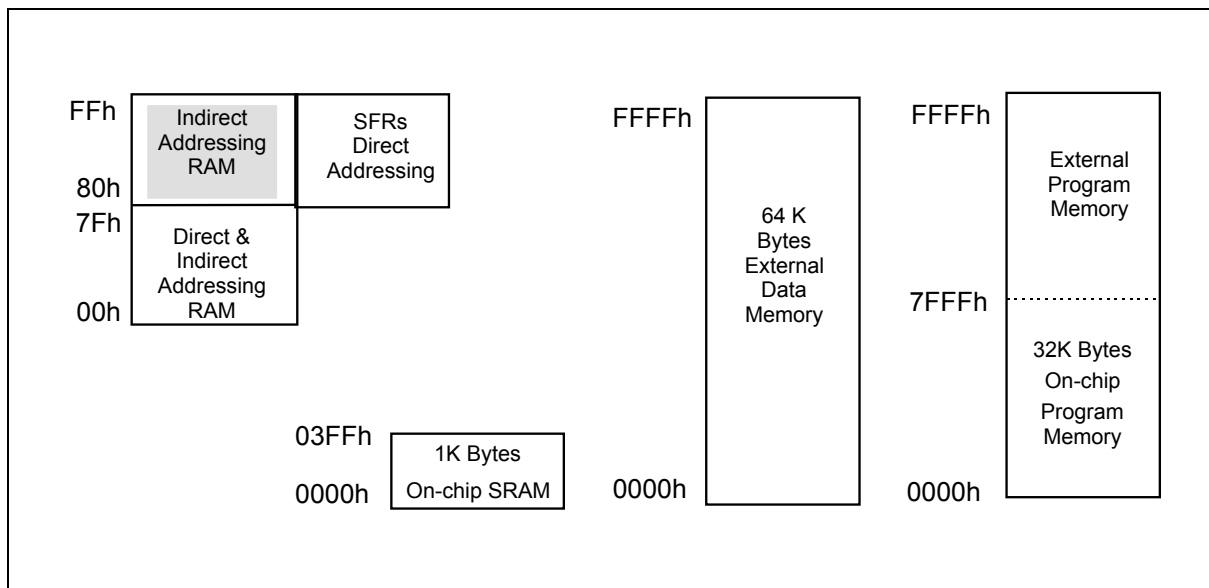 FFh
80h
7Fh
00h
Indirect
Addressing
RAM
SFRs
Direct
Addressing
Direct &
Indirect
Addressing
RAM
03FFh
0000h
1K Bytes
On-chip SRAM
FFFFh
0000h
64 K
Bytes
External
Data
Memory
FFFFh
7FFFh
0000h
External
Program
Memory
32K Bytes
On-chip
Program
Memory